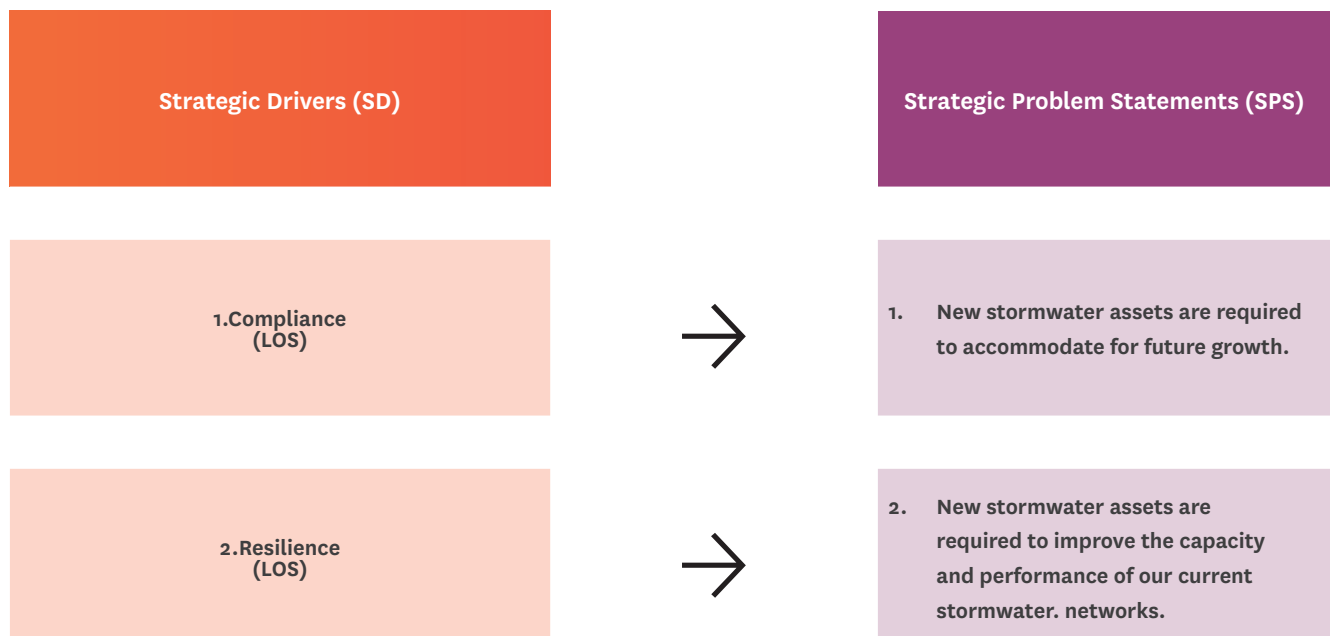 Strategic Drivers (SD)
Strategic Problem Statements (SPS)
1.Compliance
(LOS)
1. New stormwater assets are required
to accommodate for future growth.
2.Resilience
(LOS)
2. New stormwater assets are
required to improve the capacity
and performance of our current
stormwater. networks.